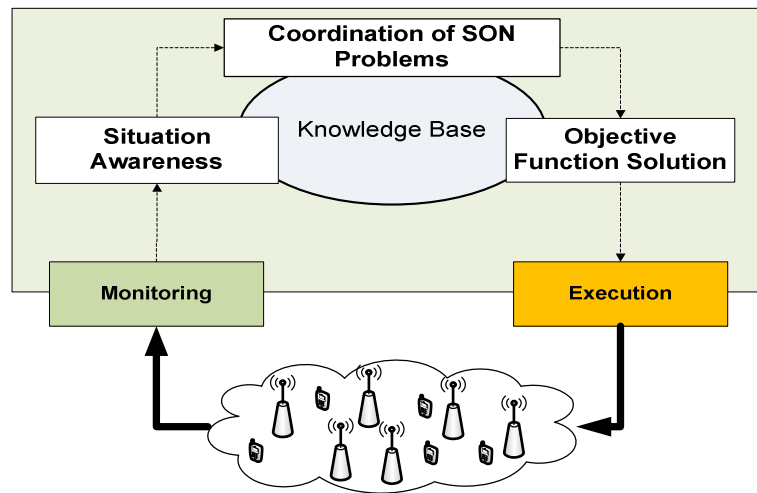 Coordination of SON
Problems
Situation
Awareness
Knowledge Base
Objective
Function Solution
Monitoring
Execution